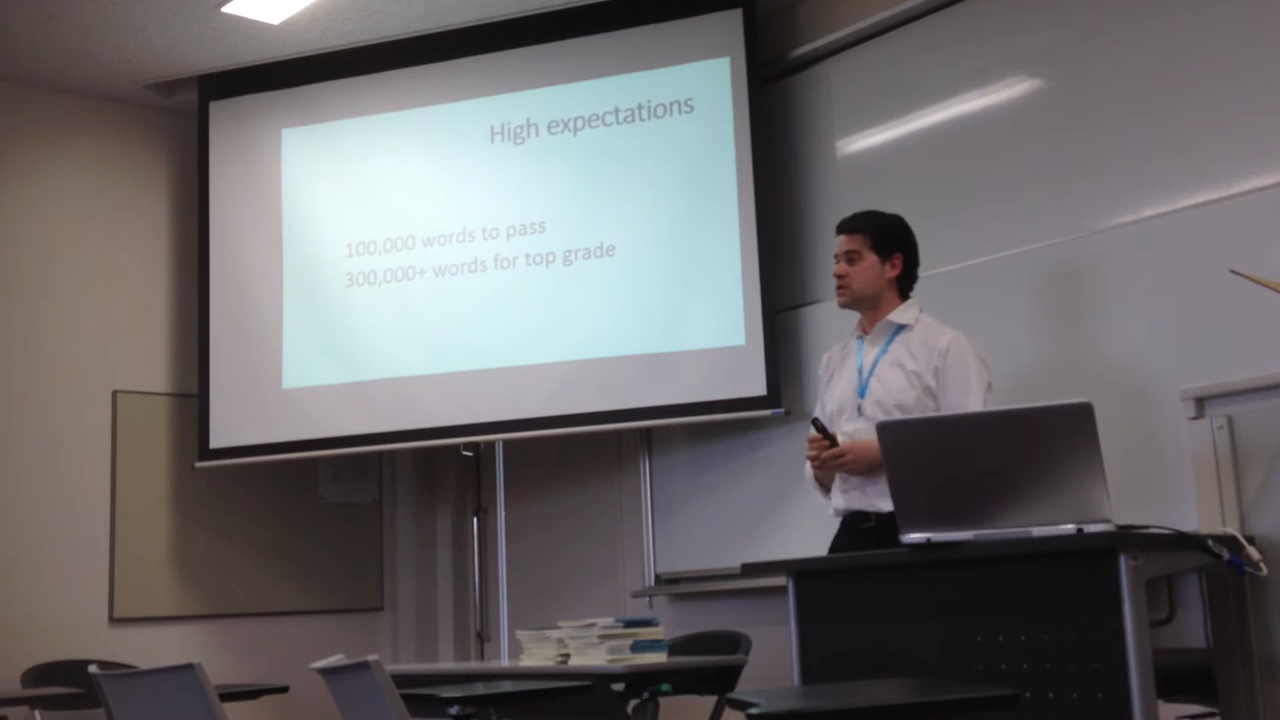 High expectations
100,000 words to pass
300,000+ words for top grade